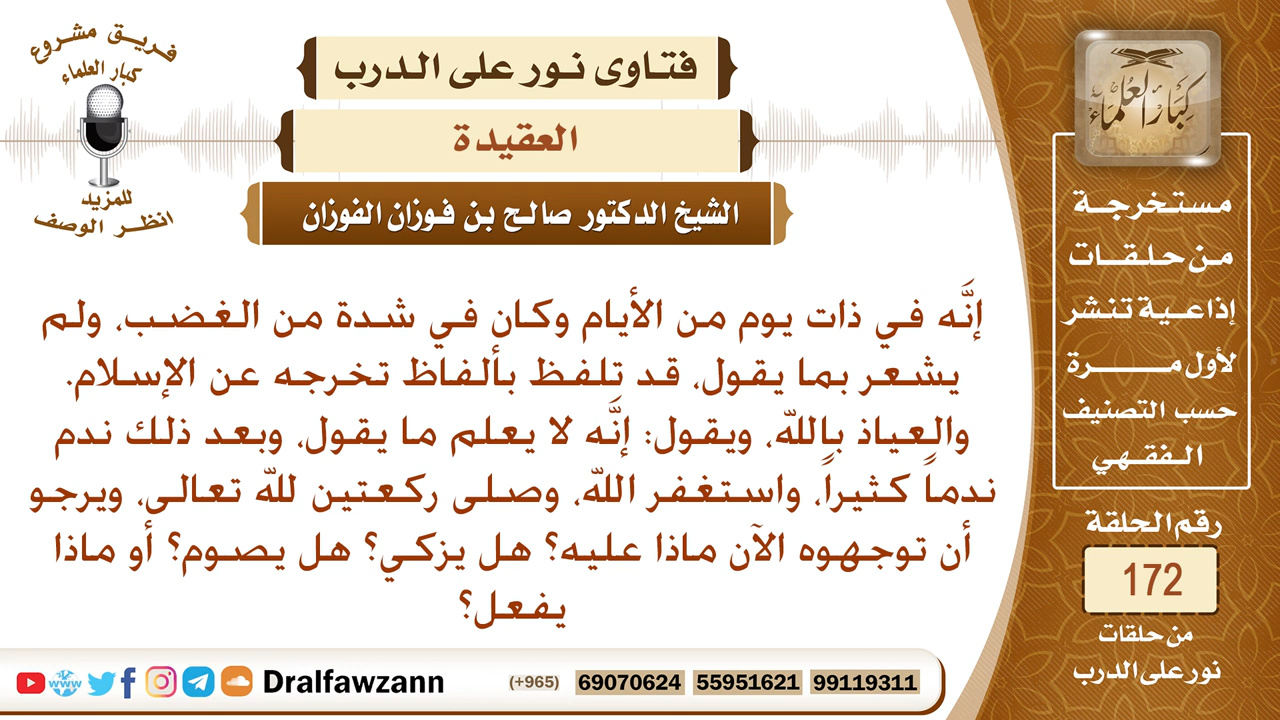 فريق مشروع
كبار العلماء
للمزيد
انظر الوصف
فتاوى نور على الدرب
العقيدة
الشيخ الدكتور صالح بن فوزان الفوزان
إنَّه في ذات يوم من الأيام وكان في شدة من الغضب، ولم
يشعر بما يقول، قد تلفظ بألفاظ تخرجه عن الإسلام.
والعياذ بالله، ويقول: إنَّه لا يعلم ما يقول، وبعد ذلك ندم
ندماً كثيراً، واستغفر الله، وصلى ركعتين لله تعالى، ويرجو
أن توجهوه الآن ماذا عليه؟ هل يزكي؟ هل يصوم؟ أو ماذا
يفعل؟
كبار العلماء
مستخرجة
من حلقات
إذاعية تنشر
لأول مرة
حسب التصنيف
الفقهي
رقم الحلقة
172
من حلقات
نور على الدرب
www
Dralfawzann
(+965) 69070624 55951621 99119311